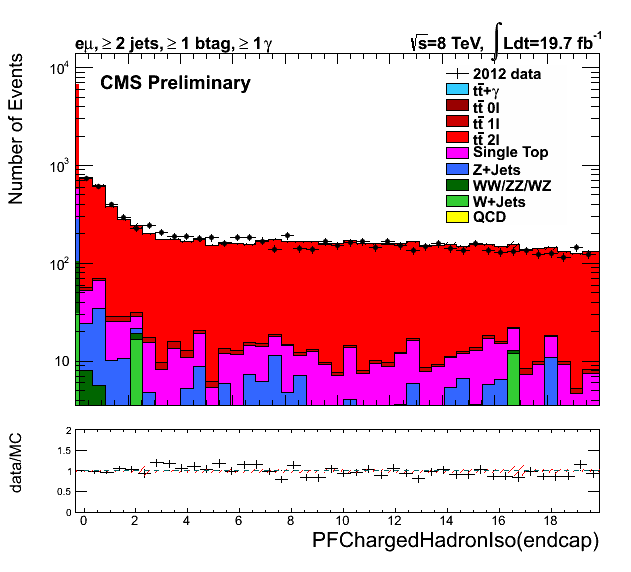 eμ, ≥ 2 jets, ≥ 1 btag, ≥ 1 γ
√s=8 TeV, ∫Ldt=19.7 fb⁻¹
Number of Events
10⁴
10³
10²
10
CMS Preliminary
2012 data
tt̄+γ
tt̄ 0l
tt̄ 1l
tt̄ 2l
Single Top
Z+Jets
WW/ZZ/WZ
W+Jets
QCD
data/MC
2
1.5
1
0.5
0
0 2 4 6 8 10 12 14 16 18
PFChargedHadronIso(endcap)